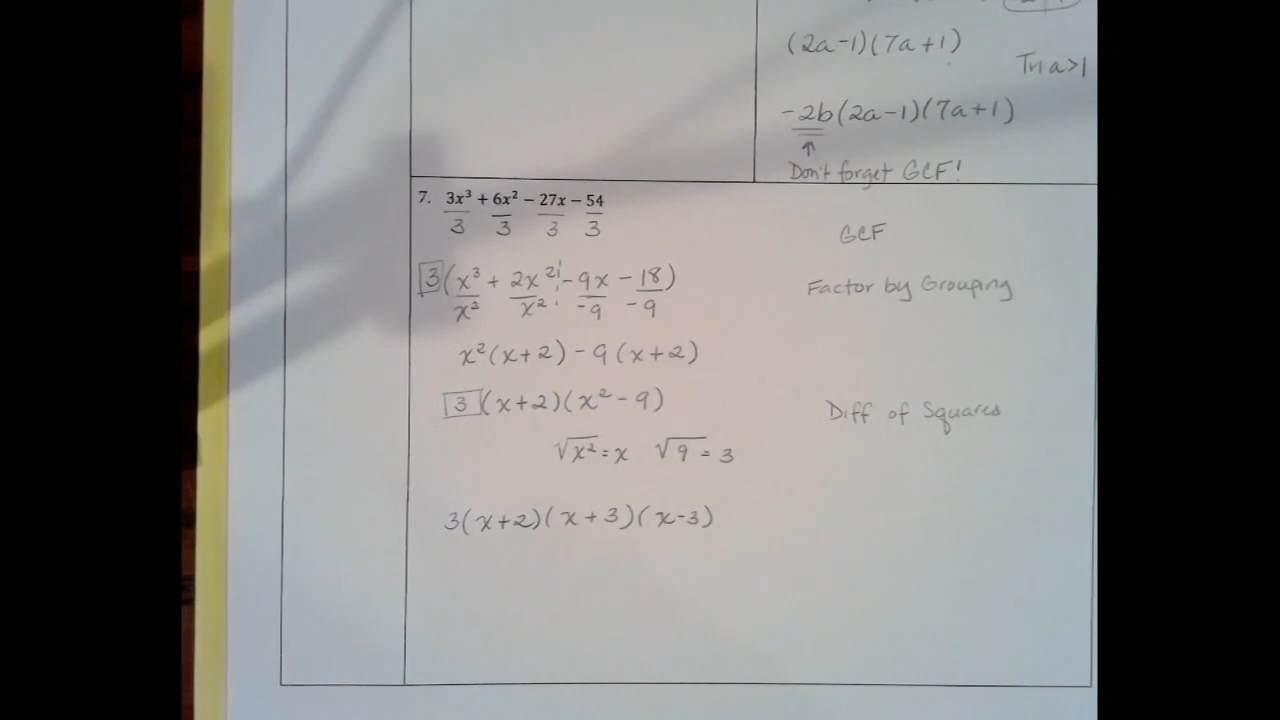 (2a-1)(7a+1)
Tri a>1
-2b(2a-1)(7a+1)
↑
Don't forget GCF!
7. 3x³ + 6x² − 27x − 54
3 3 3 3
GCF
3(x³ + 2x² - 9x - 18)
x² x² -9 -9
Factor by Grouping
x²(x+2) - 9(x+2)
3(x+2)(x² - 9)
Diff of Squares
√x² = x √9 = 3
3(x+2)(x+3)(x-3)